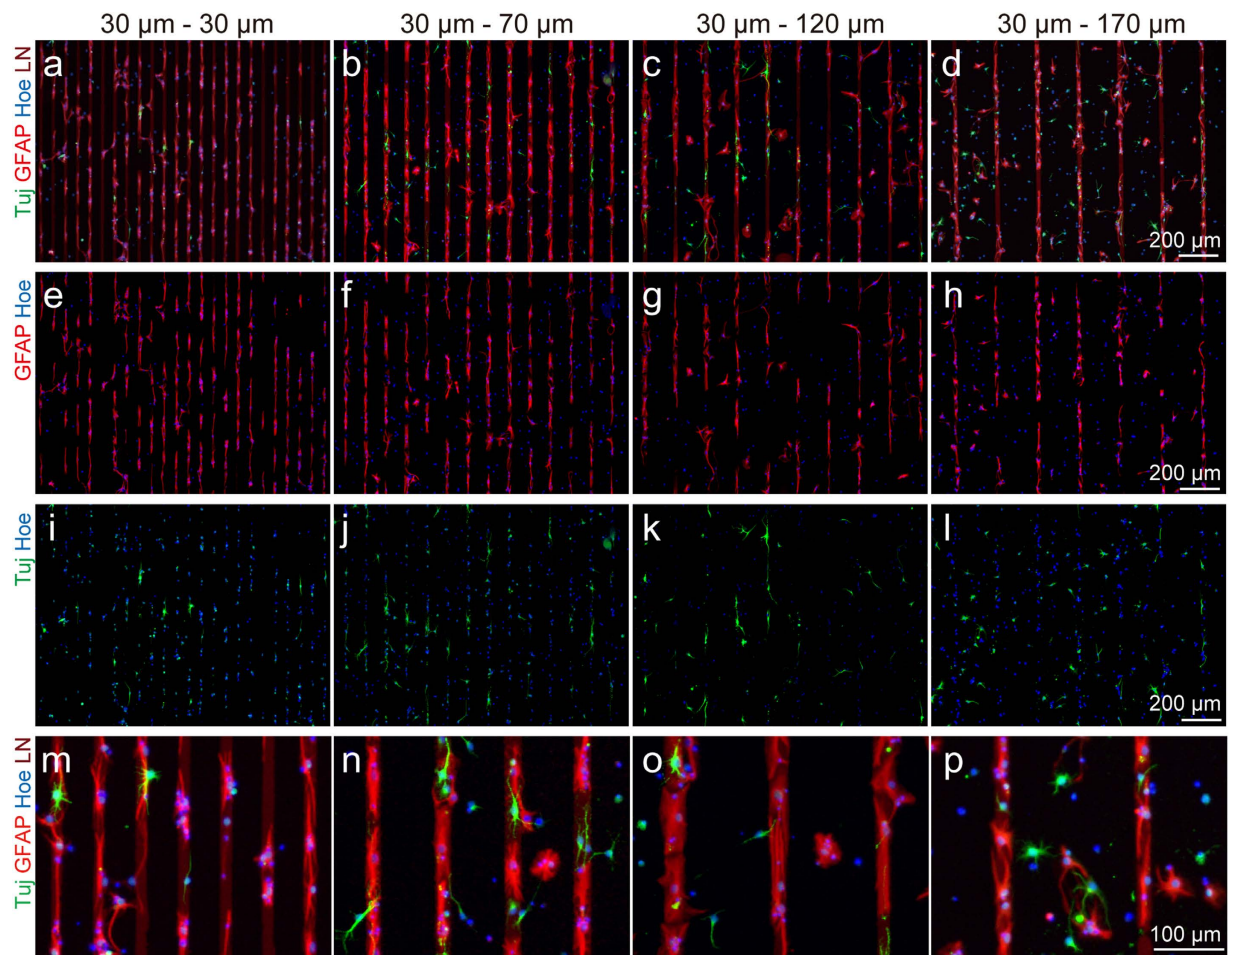 30 µm - 30 µm
30 µm - 70 µm
30 µm - 120 µm
30 µm - 170 µm
Tuj GFAP Hoe LN
a
b
c
d
200 µm
GFAP Hoe
e
f
g
h
200 µm
Tuj Hoe
i
j
k
l
200 µm
Tuj GFAP Hoe LN
m
n
o
p
100 µm